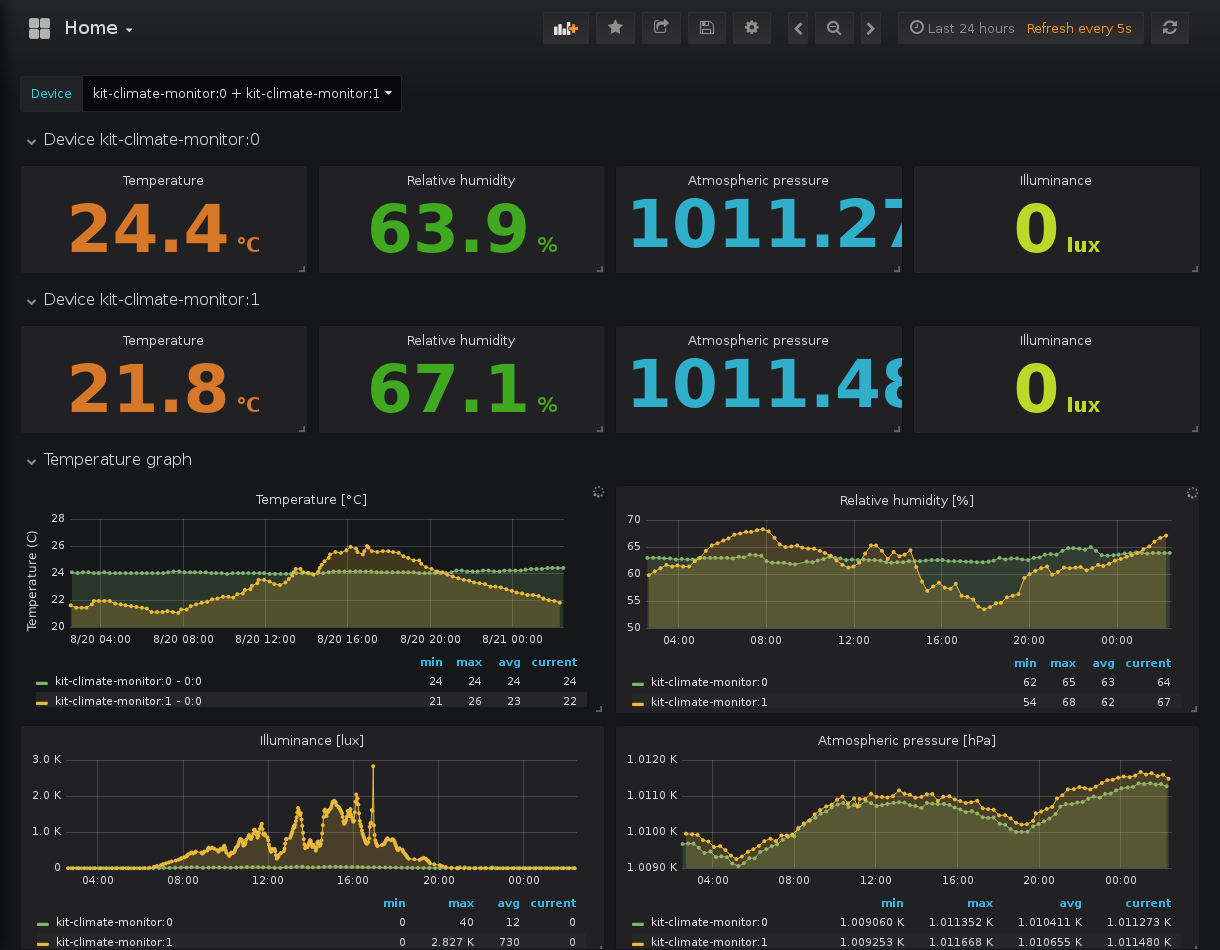 Home
Last 24 hours Refresh every 5s
Device kit-climate-monitor:0 + kit-climate-monitor:1
Device kit-climate-monitor:0
Temperature Relative humidity Atmospheric pressure Illuminance
24.4 °C 63.9 % 1011.27 0 lux
Device kit-climate-monitor:1
Temperature Relative humidity Atmospheric pressure Illuminance
21.8 °C 67.1 % 1011.48 0 lux
Temperature graph
Temperature [°C]
Temperature (C)
28
26
24
22
20
8/20 04:00 8/20 08:00 8/20 12:00 8/20 16:00 8/20 20:00 8/21 00:00
min max avg current
kit-climate-monitor:0 - 0:0 24 24 24 24
kit-climate-monitor:1 - 0:0 21 26 23 22
Relative humidity [%]
70
65
60
55
50
04:00 08:00 12:00 16:00 20:00 00:00
min max avg current
kit-climate-monitor:0 62 65 63 64
kit-climate-monitor:1 54 68 62 67
Illuminance [lux]
3.0 K
2.0 K
1.0 K
0
04:00 08:00 12:00 16:00 20:00 00:00
min max avg current
kit-climate-monitor:0 0 40 12 0
kit-climate-monitor:1 0 2.827 K 730 0
Atmospheric pressure [hPa]
1.0120 K
1.0110 K
1.0100 K
1.0090 K
04:00 08:00 12:00 16:00 20:00 00:00
min max avg current
kit-climate-monitor:0 1.009060 K 1.011352 K 1.010411 K 1.011273 K
kit-climate-monitor:1 1.009253 K 1.011668 K 1.010655 K 1.011480 K